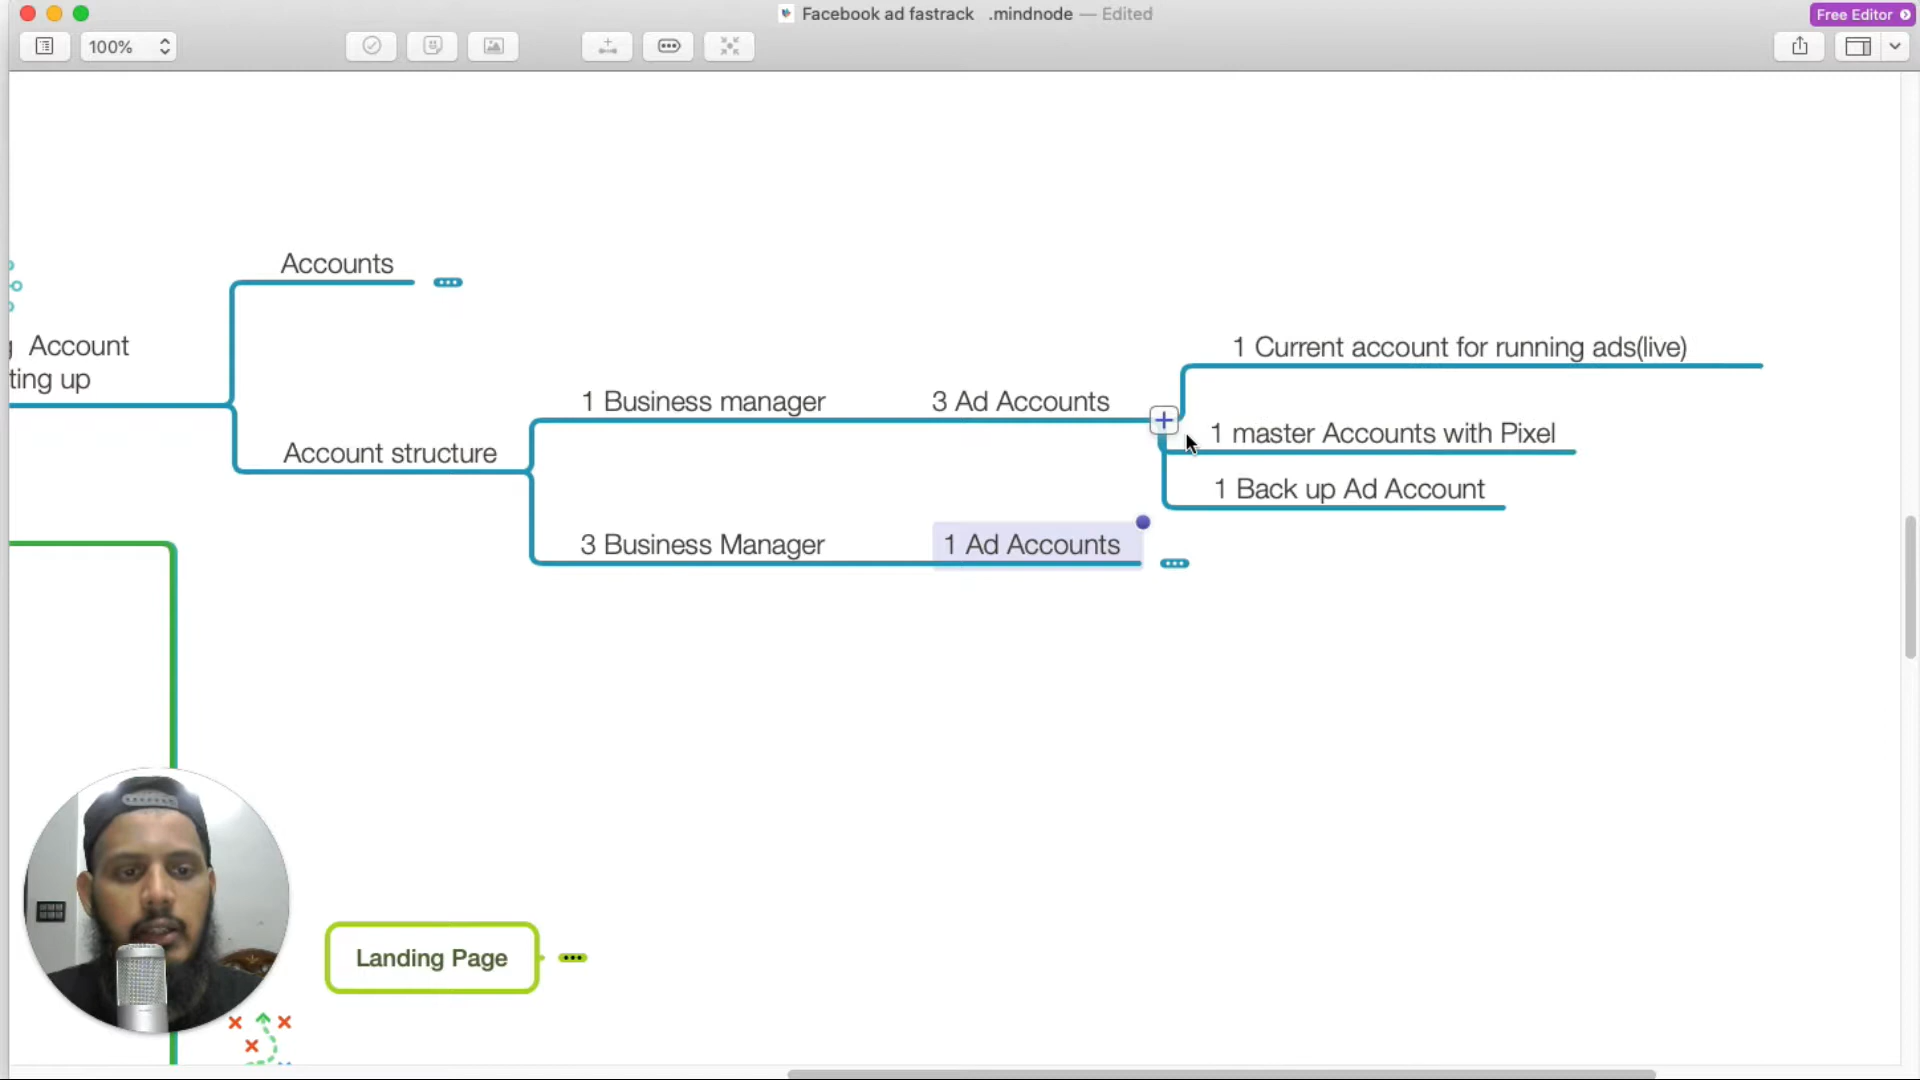 Facebook ad fastrack .mindnode — Edited
Free Editor
100%
Accounts
Account
ting up
1 Current account for running ads(live)
1 Business manager
3 Ad Accounts
1 master Accounts with Pixel
Account structure
1 Back up Ad Account
3 Business Manager
1 Ad Accounts
Landing Page